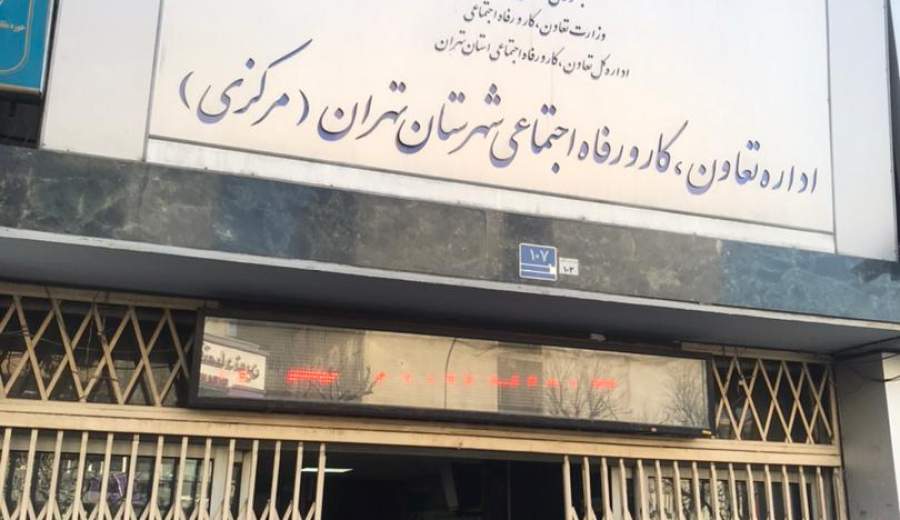 وزارت تعاون، کار و رفاه اجتماعی
اداره کل تعاون، کار و رفاه اجتماعی استان تهران
اداره تعاون، کار و رفاه اجتماعی شهرستان تهران (مرکزی)
۱۰۷
۱۰۳